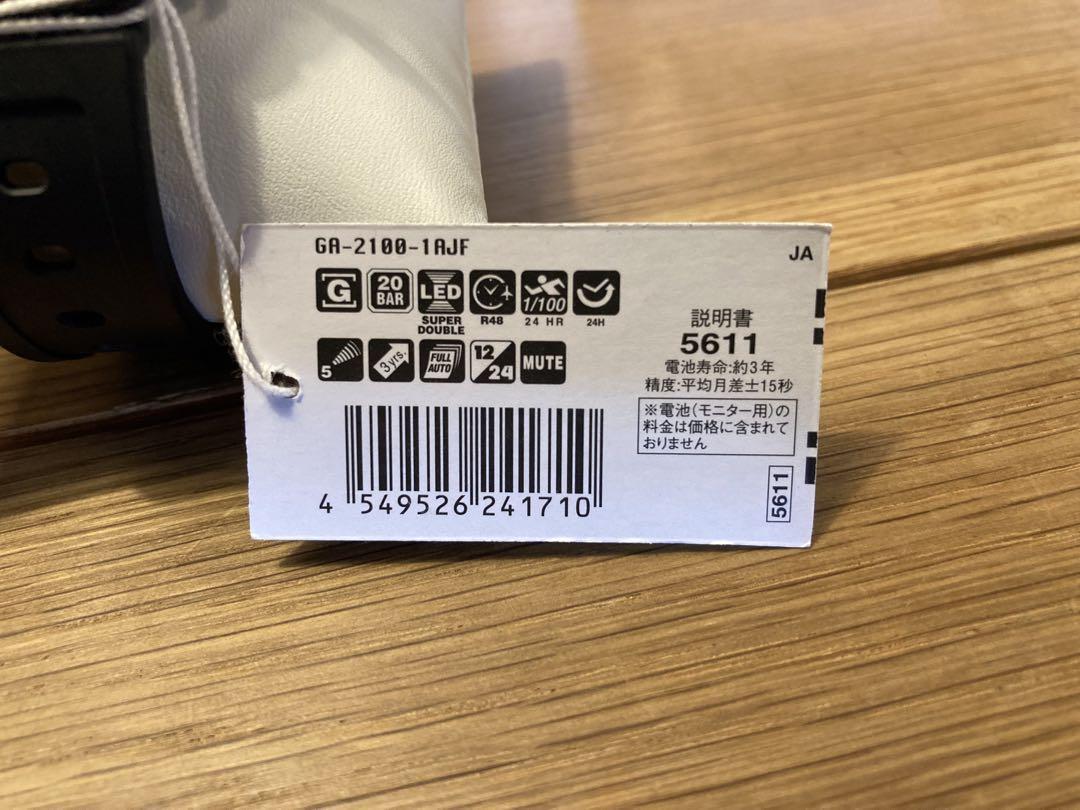 GA-2100-1AJF
JA
G
20 BAR
LED
SUPER DOUBLE
R48
1/100
24 HR
24H
5
3yrs.
FULL AUTO
12/24
MUTE
説明書
5611
電池寿命:約3年
精度:平均月差±15秒
※電池(モニター用)の
料金は価格に含まれて
おりません
5611
4 549526 241710